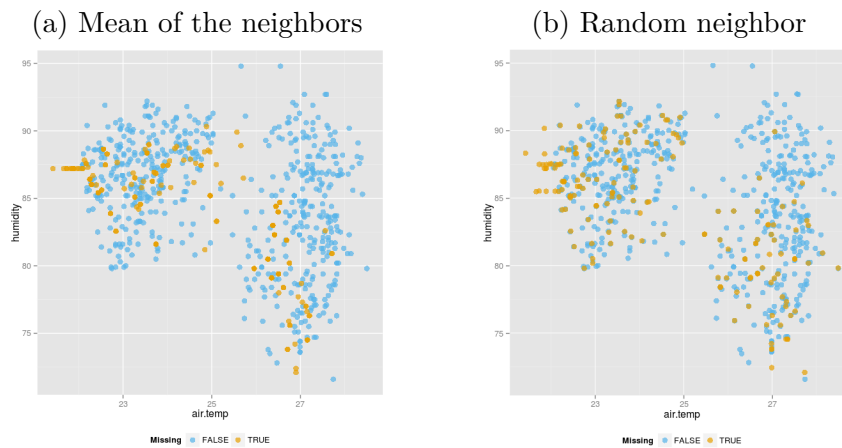 (a) Mean of the neighbors
(b) Random neighbor
95
90
85
80
75
humidity
23
25
27
air.temp
Missing FALSE TRUE
95
90
85
80
75
humidity
23
25
27
air.temp
Missing FALSE TRUE